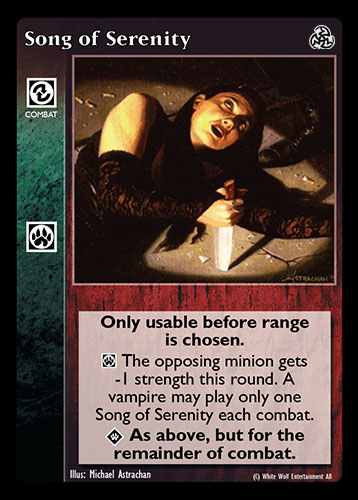 Song of Serenity
COMBAT
ASTRACHAN
Only usable before range
is chosen.
The opposing minion gets
-1 strength this round. A
vampire may play only one
Song of Serenity each combat.
As above, but for the
remainder of combat.
Illus: Michael Astrachan
(C) White Wolf Entertainment AB